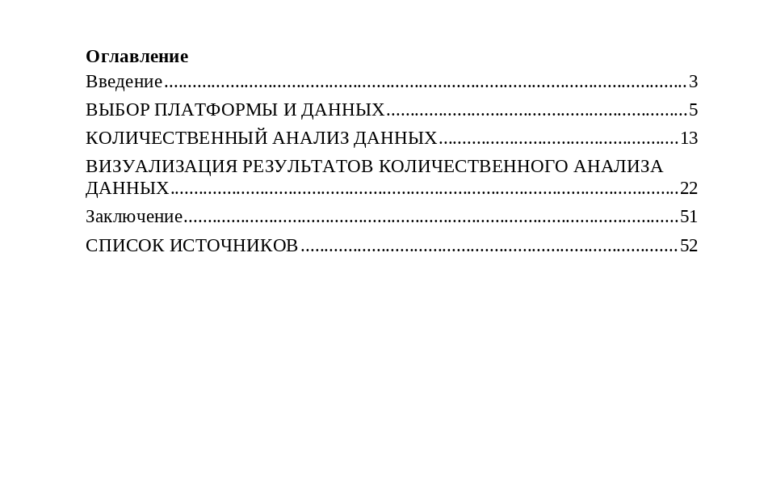 Оглавление
Введение 3
ВЫБОР ПЛАТФОРМЫ И ДАННЫХ 5
КОЛИЧЕСТВЕННЫЙ АНАЛИЗ ДАННЫХ 13
ВИЗУАЛИЗАЦИЯ РЕЗУЛЬТАТОВ КОЛИЧЕСТВЕННОГО АНАЛИЗА
ДАННЫХ 22
Заключение 51
СПИСОК ИСТОЧНИКОВ 52